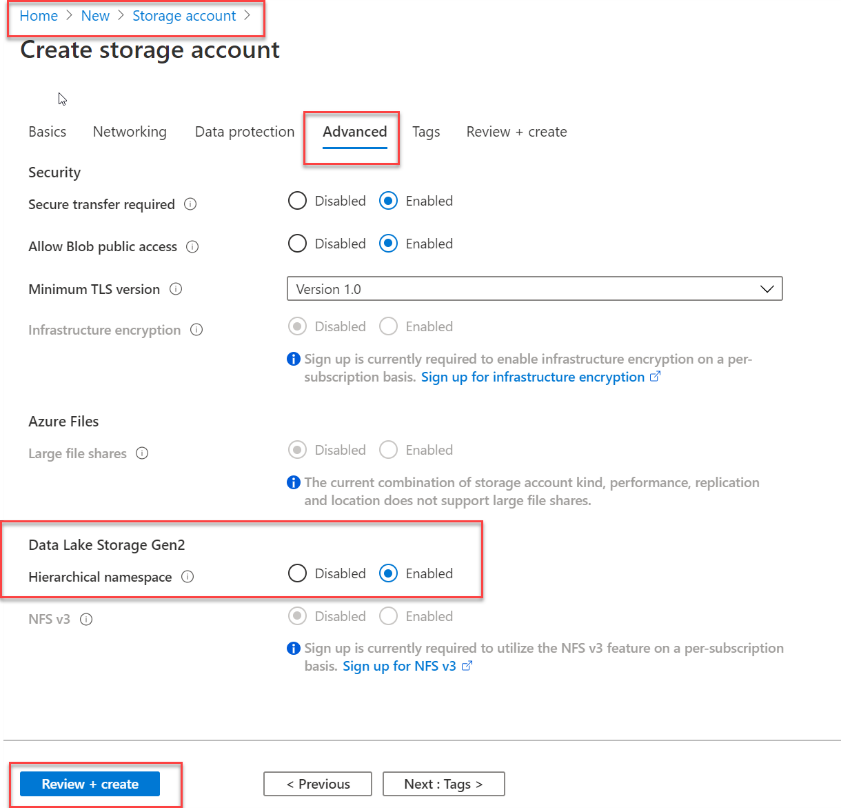 Home > New > Storage account >
Create storage account
Basics Networking Data protection Advanced Tags Review + create
Security
Secure transfer required Disabled Enabled
Allow Blob public access Disabled Enabled
Minimum TLS version Version 1.0
Infrastructure encryption Disabled Enabled
Sign up is currently required to enable infrastructure encryption on a per-
subscription basis. Sign up for infrastructure encryption
Azure Files
Large file shares Disabled Enabled
The current combination of storage account kind, performance, replication
and location does not support large file shares.
Data Lake Storage Gen2
Hierarchical namespace Disabled Enabled
NFS v3 Disabled Enabled
Sign up is currently required to utilize the NFS v3 feature on a per-subscription
basis. Sign up for NFS v3
Review + create < Previous Next : Tags >